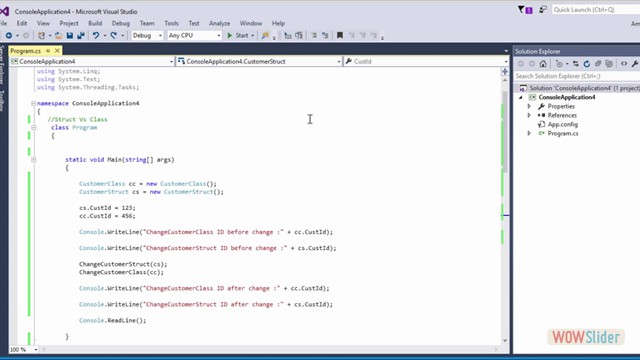 ConsoleApplication4 - Microsoft Visual Studio
1
Quick Launch (Ctrl+Q)
File Edit View Project Build Debug Team Tools Test Analyze Window Help
Debug Any CPU Start
Program.cs
Solution Explorer
ConsoleApplication4 ConsoleApplication4.CustomerStruct CustId
Server Explorer
Toolbox
using System.Linq;
using System.Text;
using System.Threading.Tasks;
namespace ConsoleApplication4
{
//Struct Vs Class
class Program
{
static void Main(string[] args)
{
CustomerClass cc = new CustomerClass();
CustomerStruct cs = new CustomerStruct();
cs.CustId = 123;
cc.CustId = 456;
Console.WriteLine("ChangeCustomerClass ID before change :" + cc.CustId);
Console.WriteLine("ChangeCustomerStruct ID before change :" + cs.CustId);
ChangeCustomerStruct(cs);
ChangeCustomerClass(cc);
Console.WriteLine("ChangeCustomerClass ID after change :" + cc.CustId);
Console.WriteLine("ChangeCustomerStruct ID after change :" + cs.CustId);
Console.ReadLine();
}
100 %
Solution 'ConsoleApplication4' (1 project)
ConsoleApplication4
Properties
References
App.config
Program.cs
WOWSlider